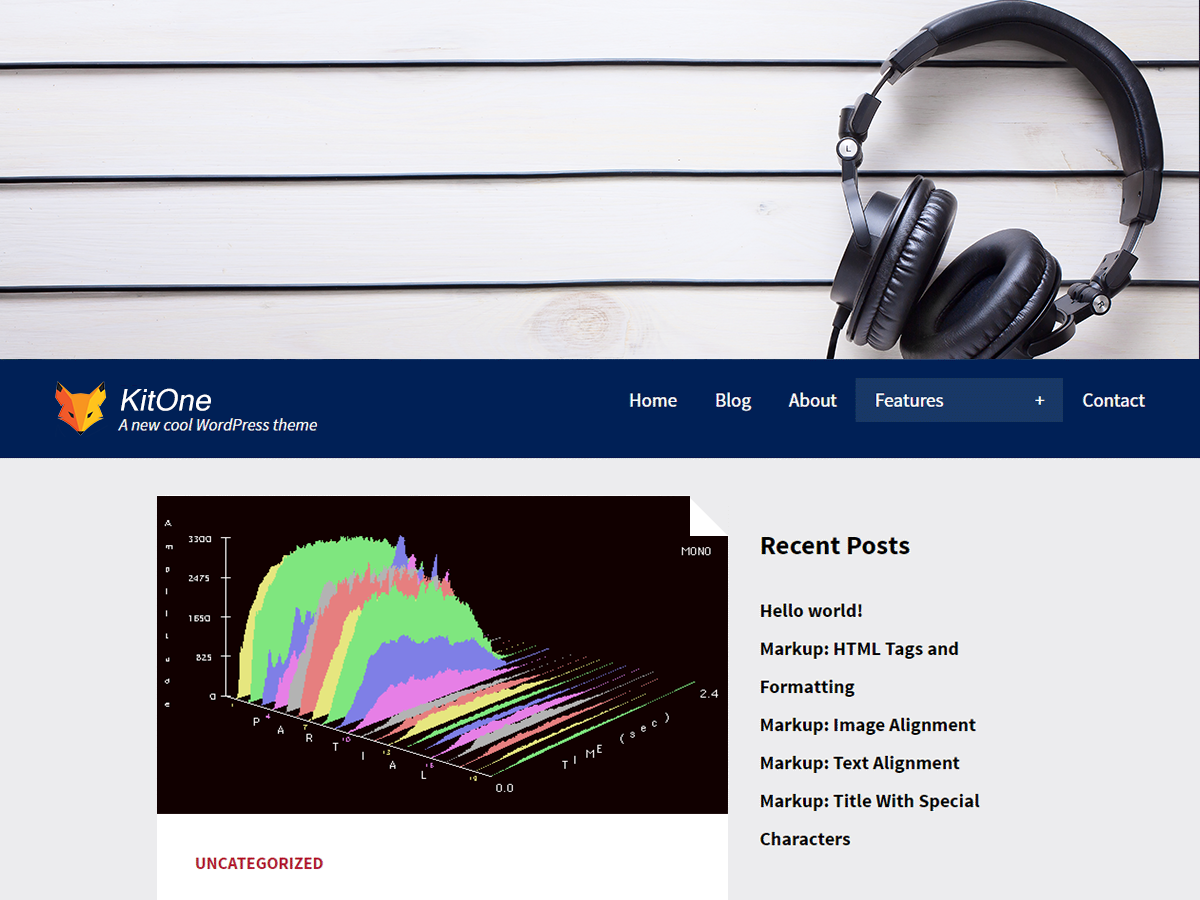 L
R
KitOne
A new cool WordPress theme
Home Blog About Features + Contact
Amplitude
3300
2475
1650
825
0
MONO
PARTIAL
TIME (sec)
2.4
0.0
UNCATEGORIZED
Recent Posts
Hello world!
Markup: HTML Tags and
Formatting
Markup: Image Alignment
Markup: Text Alignment
Markup: Title With Special
Characters